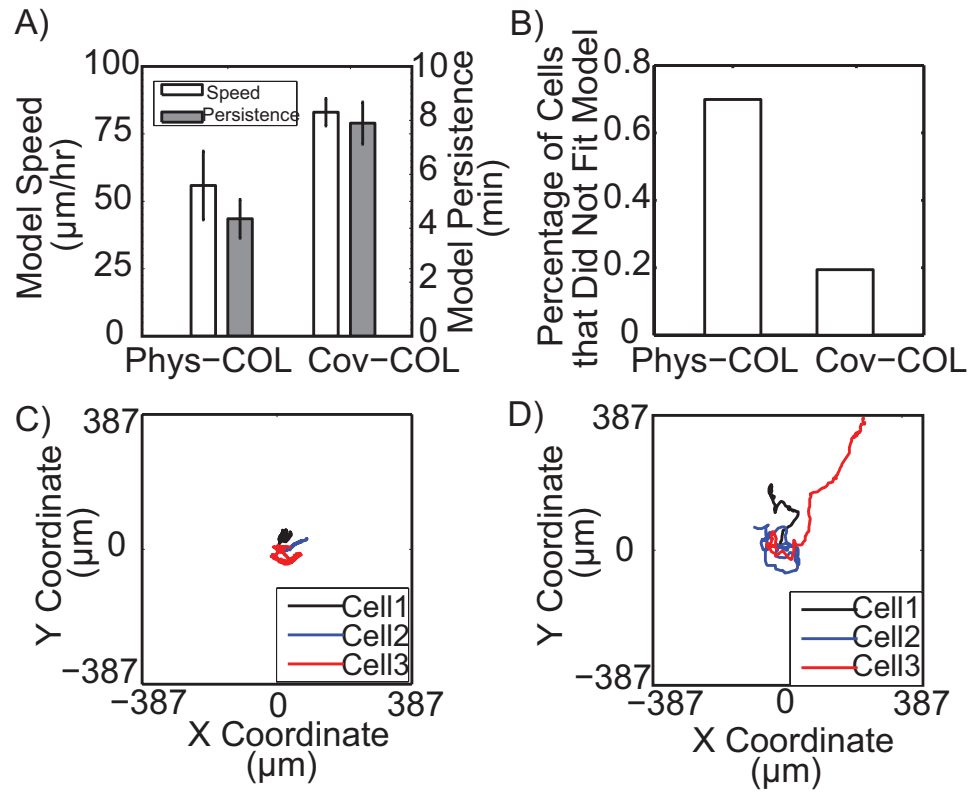 A)
Model Speed
(μm/hr)
100
75
50
25
0
Speed
Persistence
10
8
6
4
2
0
Model Persistence
(min)
Phys-COL Cov-COL
B)
Percentage of Cells
that Did Not Fit Model
0.8
0.6
0.4
0.2
0
Phys-COL Cov-COL
C)
Y Coordinate
(μm)
387
0
-387
Cell1
Cell2
Cell3
-387 0 387
X Coordinate
(μm)
D)
Y Coordinate
(μm)
387
0
-387
Cell1
Cell2
Cell3
-387 0 387
X Coordinate
(μm)